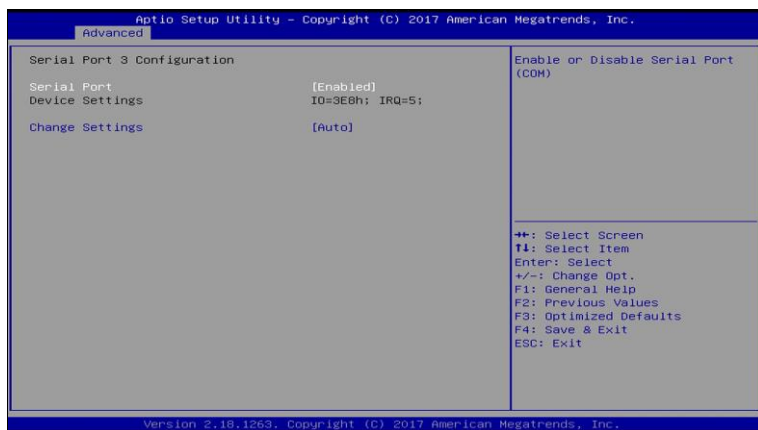 Aptio Setup Utility – Copyright (C) 2017 American Megatrends, Inc.
Advanced
Serial Port 3 Configuration
Serial Port [Enabled]
Device Settings IO=3E8h; IRQ=5;
Change Settings [Auto]
Enable or Disable Serial Port
(COM)
→←: Select Screen
↑↓: Select Item
Enter: Select
+/-: Change Opt.
F1: General Help
F2: Previous Values
F3: Optimized Defaults
F4: Save & Exit
ESC: Exit
Version 2.18.1263. Copyright (C) 2017 American Megatrends, Inc.